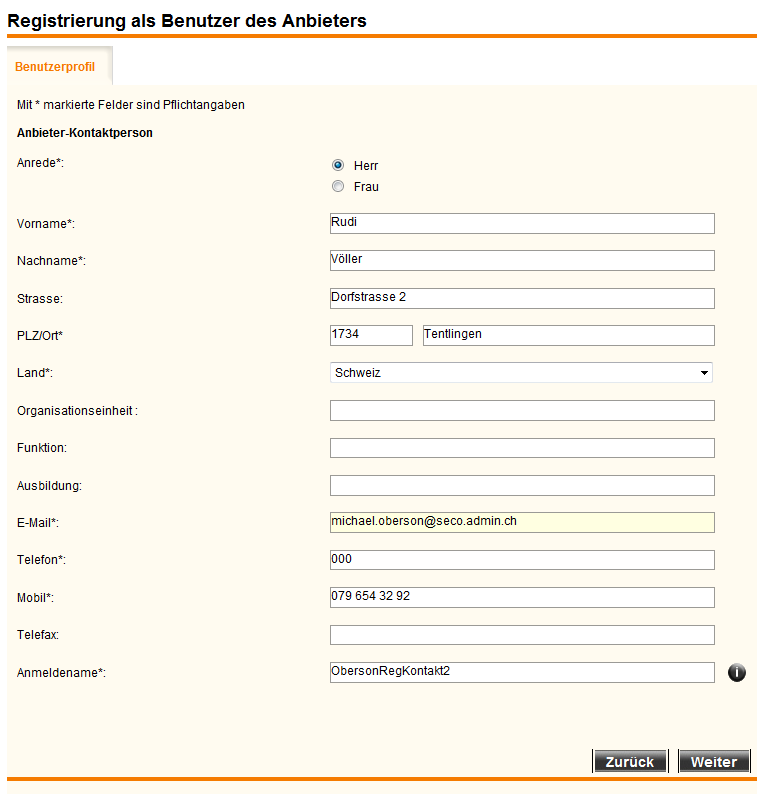 Registrierung als Benutzer des Anbieters
Benutzerprofil
Mit * markierte Felder sind Pflichtangaben
Anbieter-Kontaktperson
Anrede*:
Herr
Frau
Vorname*: Rudi
Nachname*: Völler
Strasse: Dorfstrasse 2
PLZ/Ort* 1734 Tentlingen
Land*: Schweiz
Organisationseinheit :
Funktion:
Ausbildung:
E-Mail*: michael.oberson@seco.admin.ch
Telefon*: 000
Mobil*: 079 654 32 92
Telefax:
Anmeldename*: ObersonRegKontakt2 i
Zurück Weiter